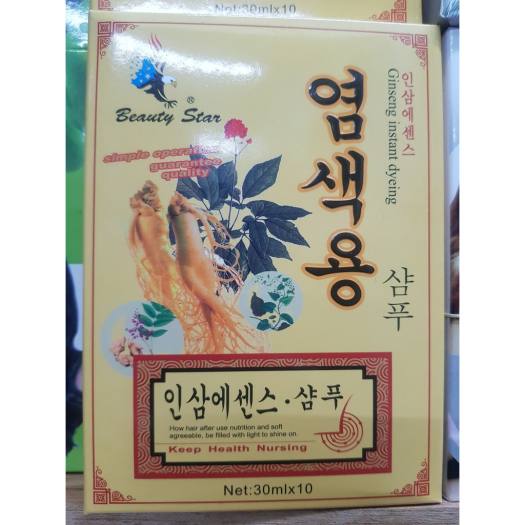 Net:30mlx10
Beauty Star
®
simple operation
guarantee
quality
염색용
샴푸
인삼에센스
Ginseng instant dyeing
인삼에센스·샴푸
How hair after use nutrition and soft
agreeable, be filled with light to shine on.
Keep Health Nursing
Net:30mlx10